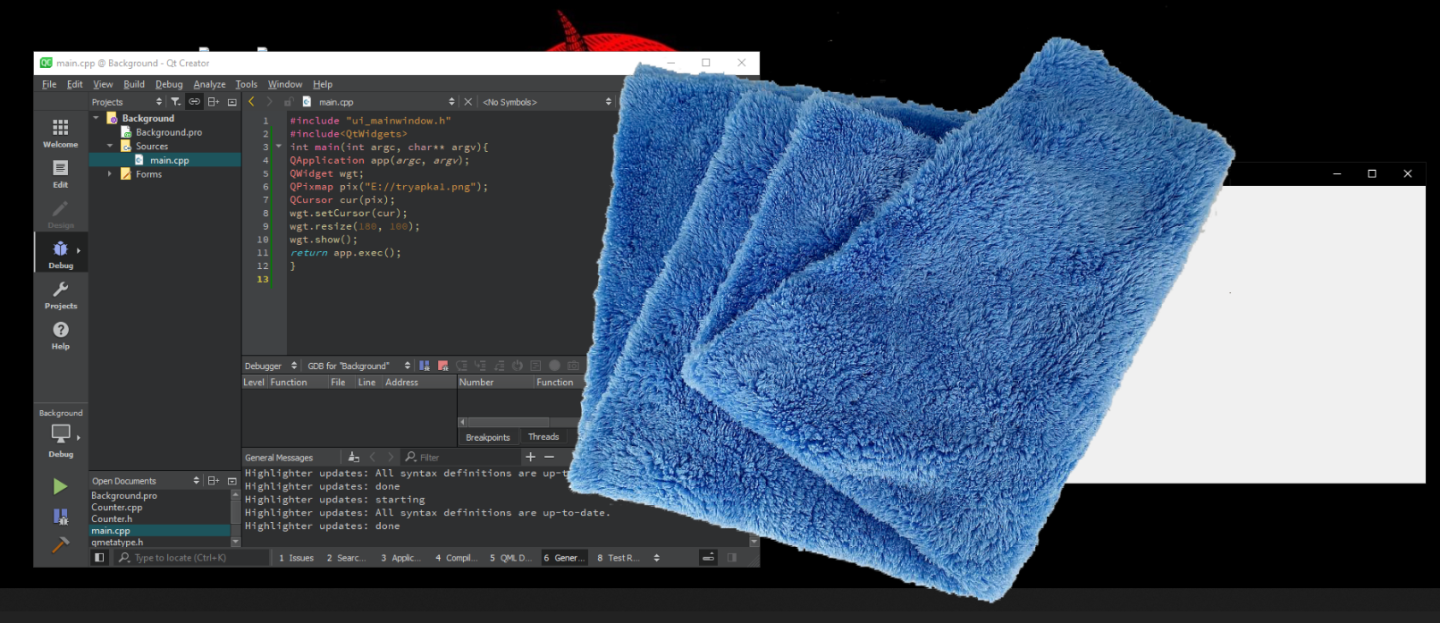 main.cpp @ Background - Qt Creator
File Edit View Build Debug Analyze Tools Window Help
Projects
main.cpp
<No Symbols>
Welcome
Edit
Design
Debug
Projects
Help
Background
Background.pro
Sources
main.cpp
Forms
1 #include "ui_mainwindow.h"
2 #include<QtWidgets>
3 int main(int argc, char** argv){
4 QApplication app(argc, argv);
5 QWidget wgt;
6 QPixmap pix("E://tryapka1.png");
7 QCursor cur(pix);
8 wgt.setCursor(cur);
9 wgt.resize(180, 100);
10 wgt.show();
11 return app.exec();
12 }
13
Debugger GDB for "Background"
Level Function File Line Address Number Function
Breakpoints Threads
Background
Debug
General Messages Filter
Highlighter updates: All syntax definitions are
Highlighter updates: done
Highlighter updates: starting
Highlighter updates: All syntax definitions are up-to-date.
Highlighter updates: done
Open Documents
Background.pro
Counter.cpp
Counter.h
main.cpp
qmetatype.h
Type to locate (Ctrl+K)
1 Issues 2 Searc... 3 Applic... 4 Compil... 5 QML D... 6 Gener... 8 Test R...